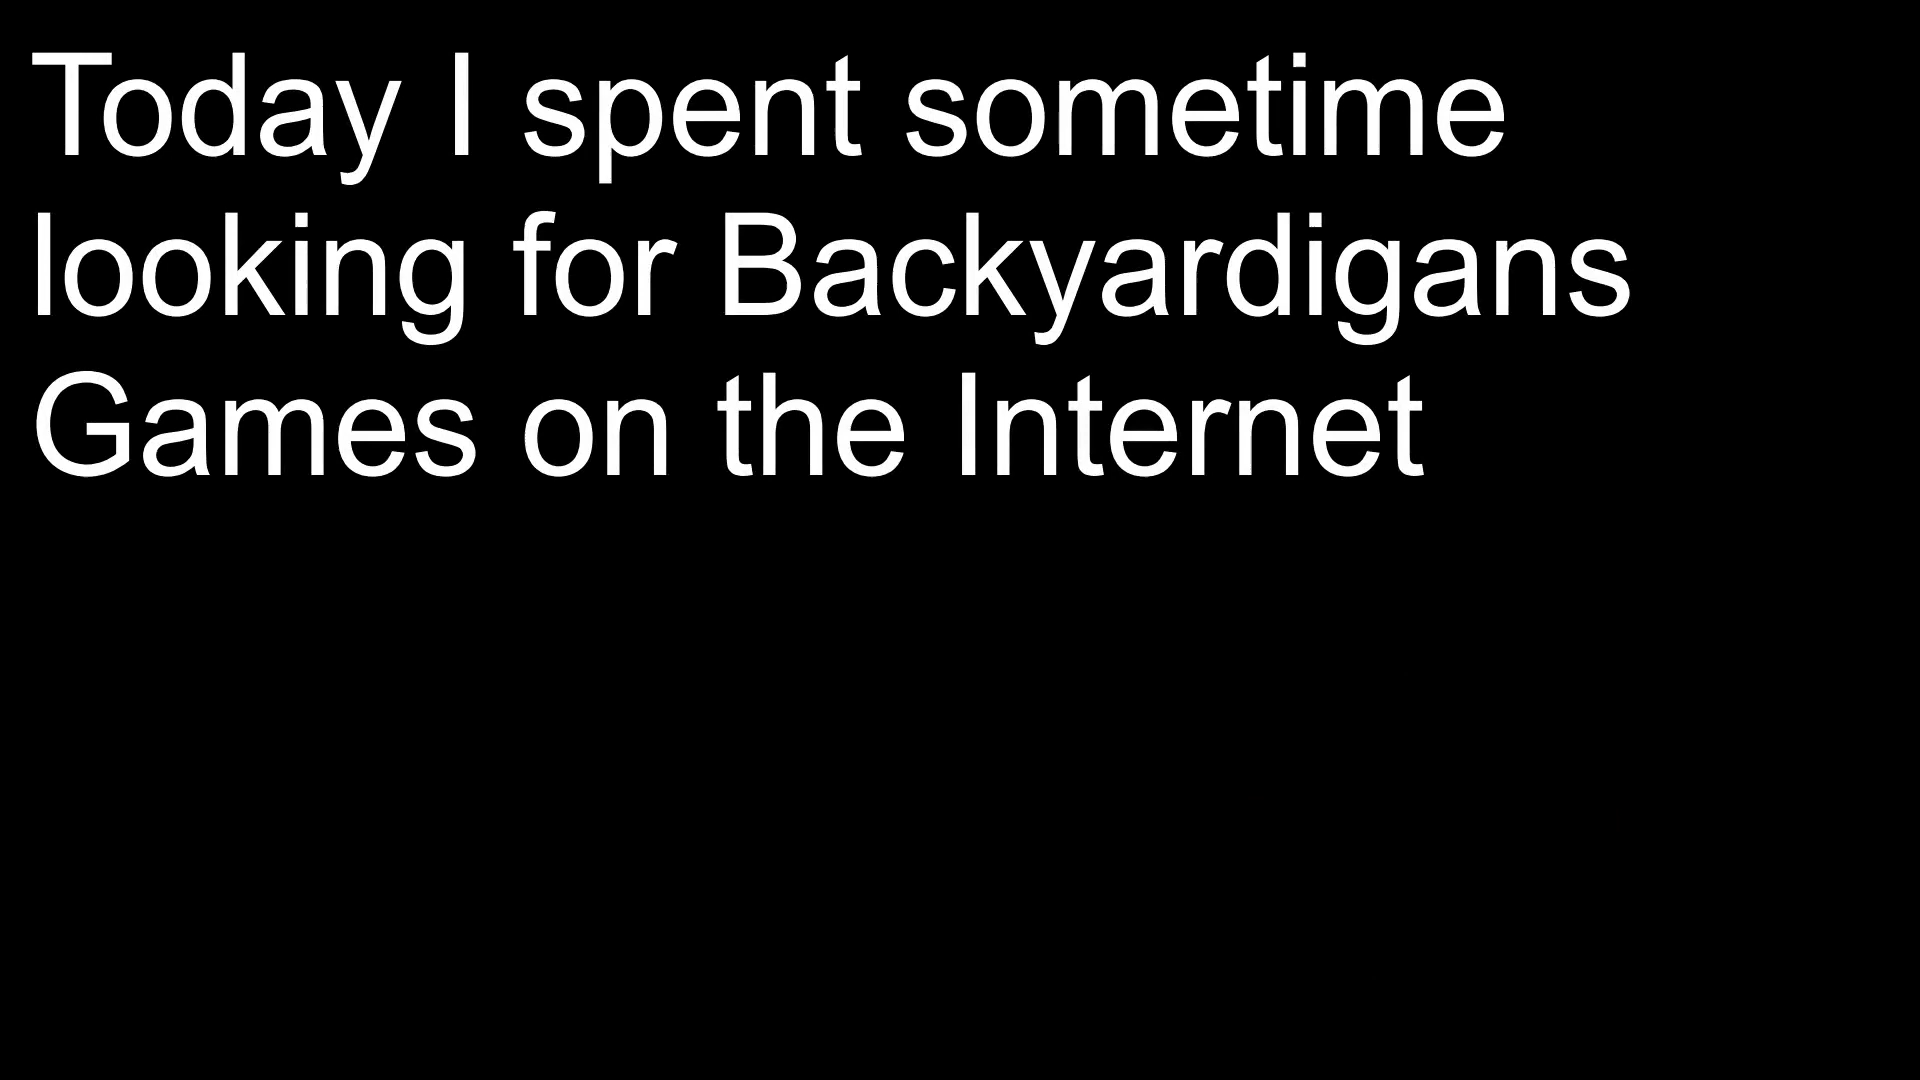 Today I spent sometime
looking for Backyardigans
Games on the Internet